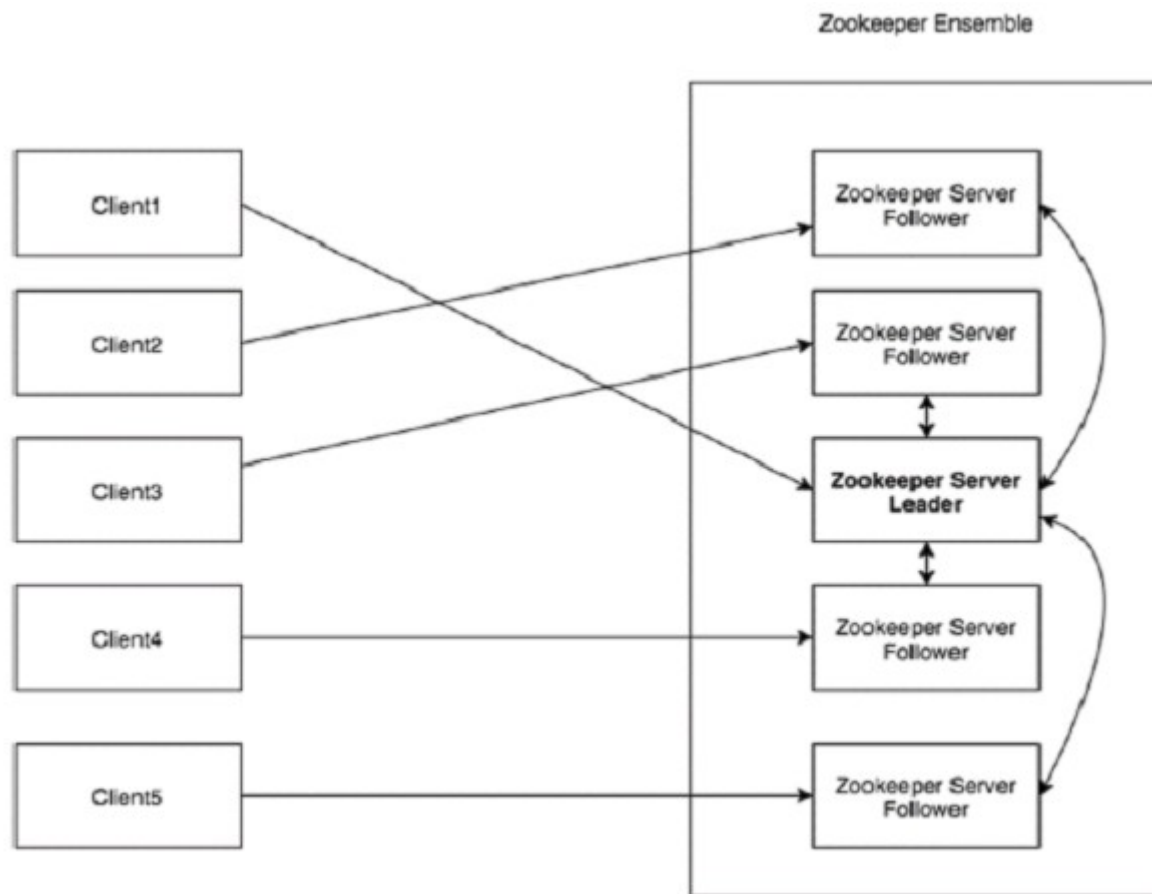 Zookeeper Ensemble
Client1
Zookeeper Server
Follower
Client2
Zookeeper Server
Follower
Client3
Zookeeper Server
Leader
Client4
Zookeeper Server
Follower
Client5
Zookeeper Server
Follower